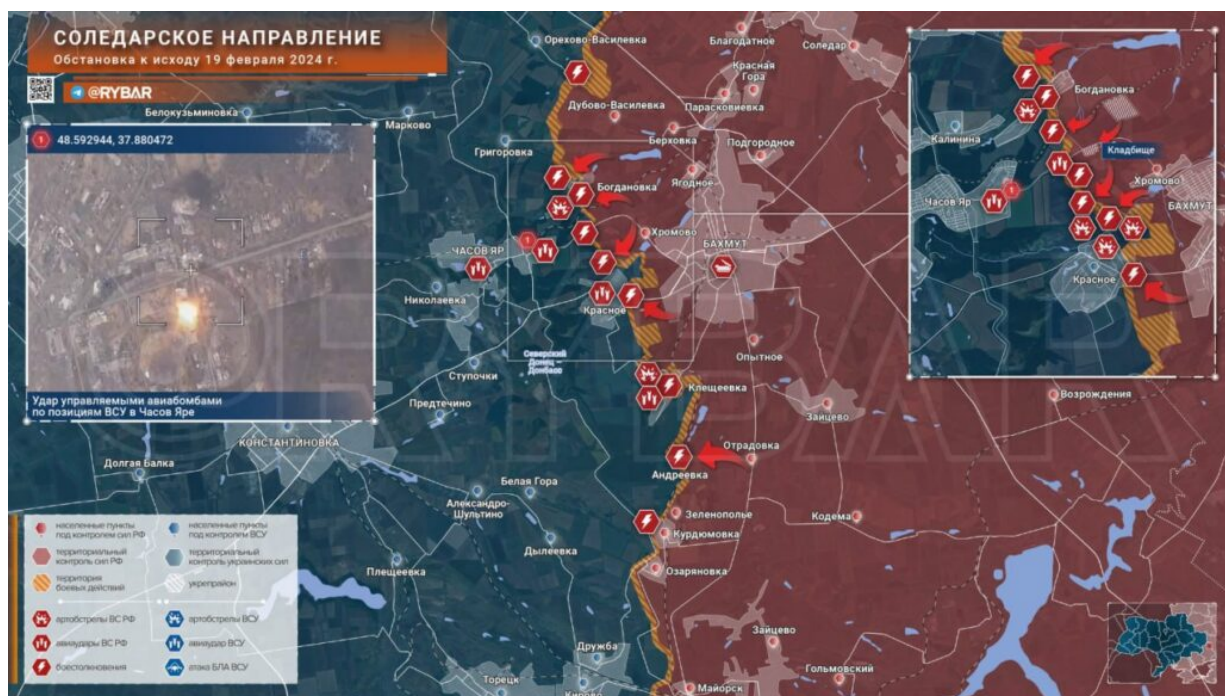 СОЛЕДАРСКОЕ НАПРАВЛЕНИЕ
Обстановка к исходу 19 февраля 2024 г.
@RYBAR
1 48.592944, 37.880472
Удар управляемыми авиабомбами
по позициям ВСУ в Часов Яре
Орехово-Василевка
Благодатное
Соледар
Красная
Гора
Дубово-Василевка
Парасковиевка
Белокузьминовка
Марково
Григоровка
Берховка
Подгородное
Ягодное
Богдановка
Хромово
БАХМУТ
1
ЧАСОВ ЯР
Николаевка
Красное
Северский
Донец –
Донбасс
Опытное
Ступочки
Клещеевка
Предтечино
Зайцево
Возрождения
КОНСТАНТИНОВКА
Отрадовка
Долгая Балка
Андреевка
Белая Гора
Александро-
Шультино
Зеленополье
Кодема
Курдюмовка
Дылеевка
Плещеевка
Озаряновка
Зайцево
Дружба
Гольмовский
Торецк
Кирово
Майорск
Богдановка
Калинина
Кладбище
Хромово
Часов Яр
1
БАХМУТ
Красное
населенные пункты
под контролем сил РФ
населенные пункты
под контролем ВСУ
территориальный
контроль сил РФ
территориальный
контроль украинских сил
территория
боевых действий
укрепрайон
артобстрелы ВС РФ
артобстрелы ВСУ
авиаудары ВС РФ
авиаудар ВСУ
боестолкновения
атака БЛА ВСУ
@RYBAR